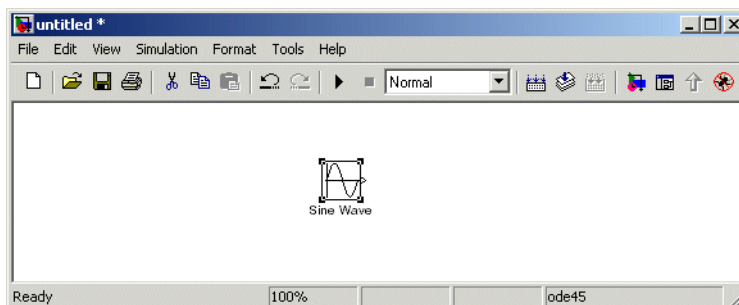 untitled *
File Edit View Simulation Format Tools Help
Normal
Sine Wave
Ready 100% ode45